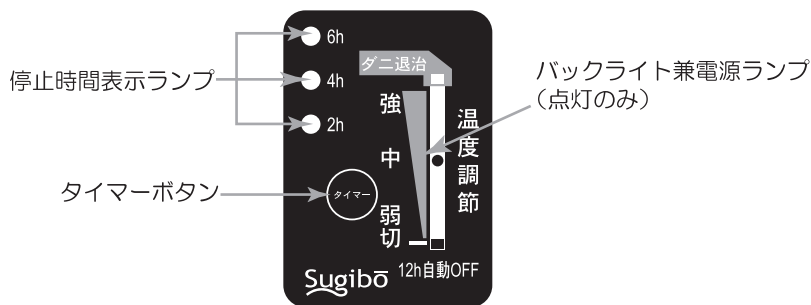 停止時間表示ランプ
タイマーボタン
6h
4h
2h
タイマー
ダニ退治
強
中
弱
切
温度調節
12h自動OFF
Sugibō
バックライト兼電源ランプ
（点灯のみ）